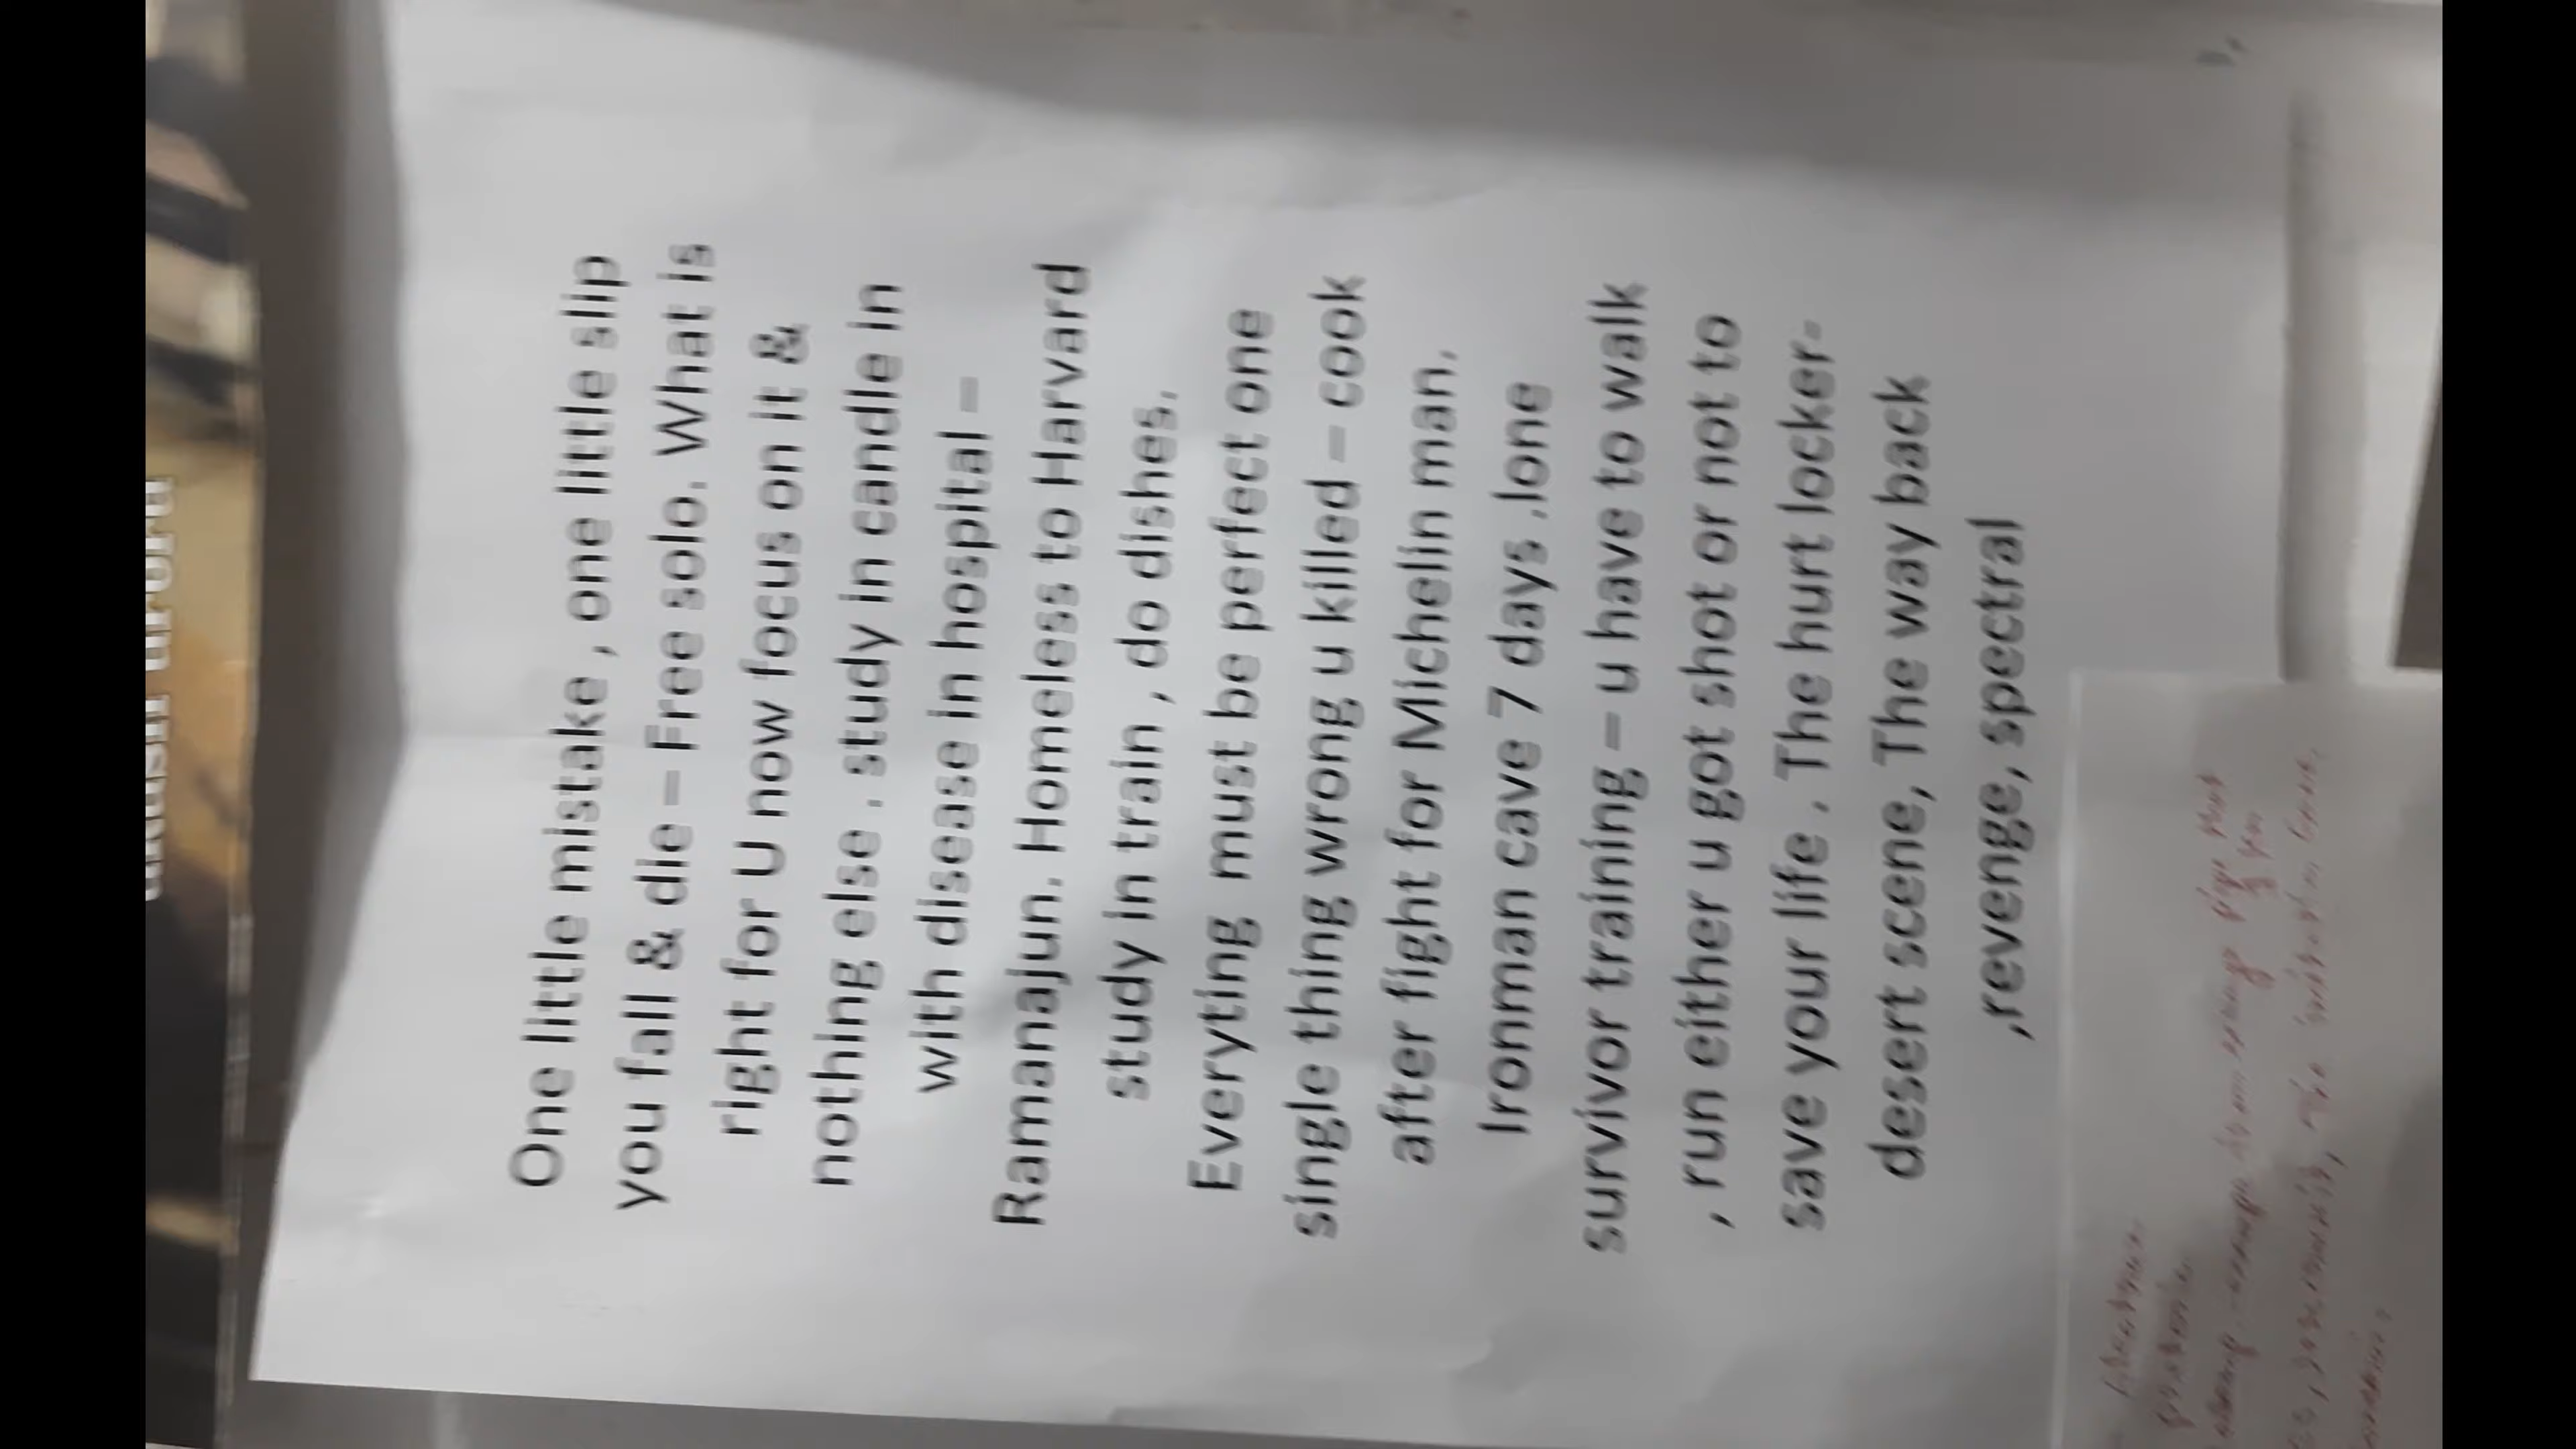 One little mistake , one little slip
you fall & die – Free solo. What is
right for U now focus on it &
nothing else . study in candle in
with disease in hospital –
Ramanajun. Homeless to Harvard
study in train , do dishes.
Everyting must be perfect one
single thing wrong u killed – cook
after fight for Michelin man.
Ironman cave 7 days .lone
survivor training – u have to walk
, run either u got shot or not to
save your life . The hurt locker-
desert scene, The way back
,revenge, spectral